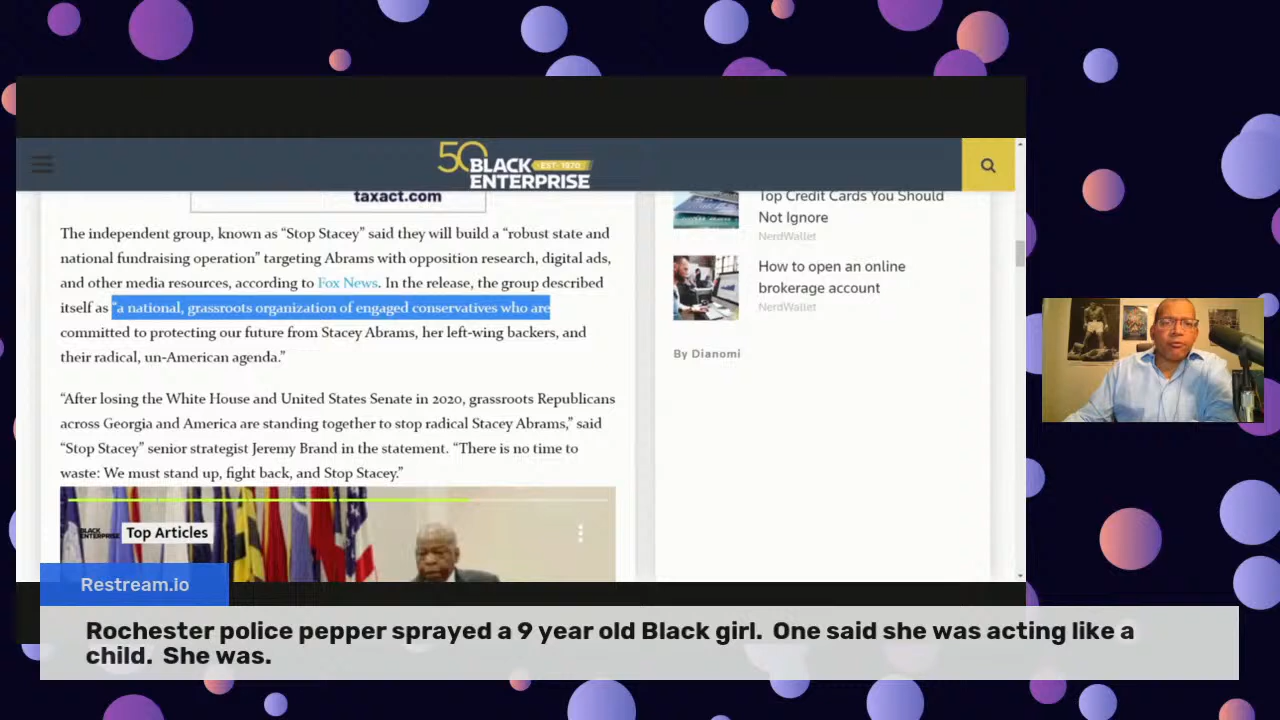 50
BLACK EST- 1970
ENTERPRISE
taxact.com
The independent group, known as “Stop Stacey” said they will build a “robust state and
national fundraising operation” targeting Abrams with opposition research, digital ads,
and other media resources, according to Fox News. In the release, the group described
itself as “a national, grassroots organization of engaged conservatives who are
committed to protecting our future from Stacey Abrams, her left-wing backers, and
their radical, un-American agenda.”
“After losing the White House and United States Senate in 2020, grassroots Republicans
across Georgia and America are standing together to stop radical Stacey Abrams,” said
“Stop Stacey” senior strategist Jeremy Brand in the statement. “There is no time to
waste: We must stand up, fight back, and Stop Stacey.”
BLACK
ENTERPRISE
Top Articles
Top Credit Cards You Should
Not Ignore
NerdWallet
How to open an online
brokerage account
NerdWallet
By Dianomi
Restream.io
Rochester police pepper sprayed a 9 year old Black girl. One said she was acting like a
child. She was.